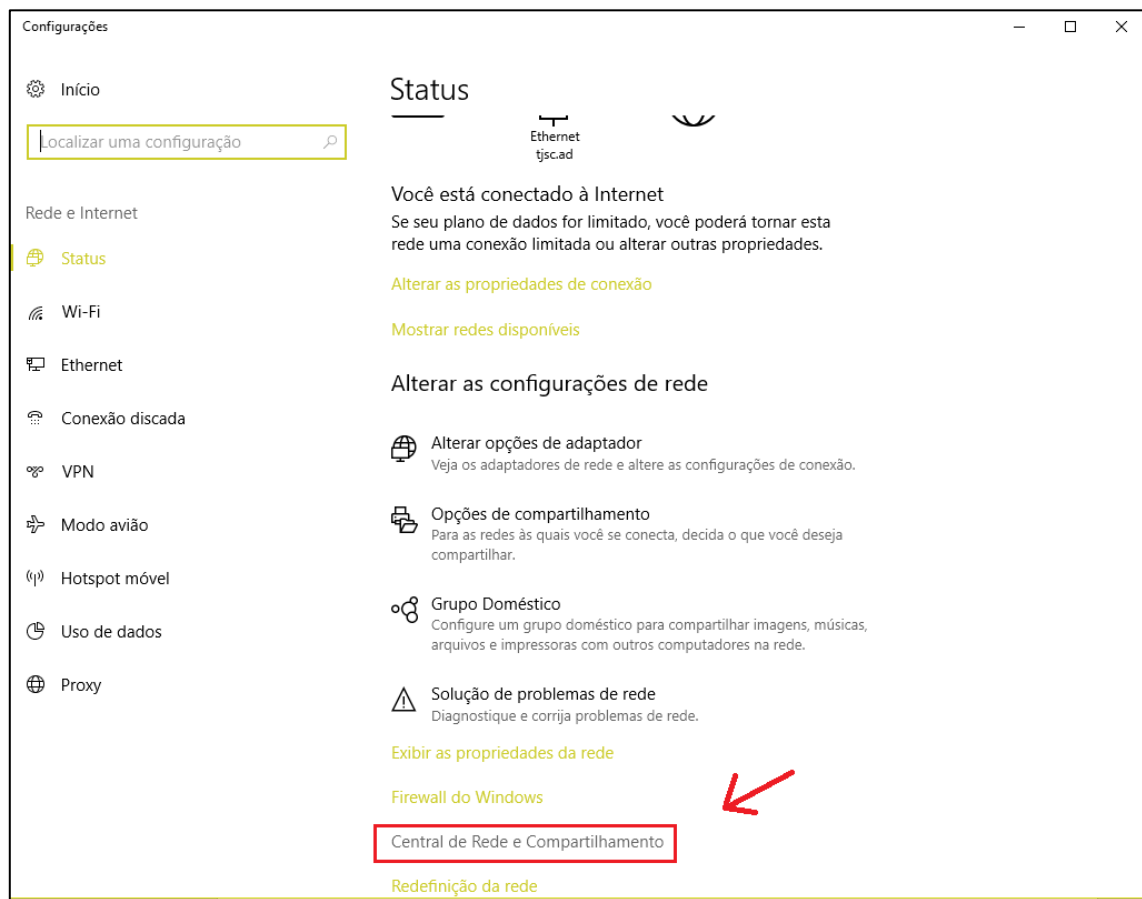 Configurações
Início
Localizar uma configuração
Rede e Internet
Status
Wi-Fi
Ethernet
Conexão discada
VPN
Modo avião
Hotspot móvel
Uso de dados
Proxy
Status
Ethernet
tjsc.ad
Você está conectado à Internet
Se seu plano de dados for limitado, você poderá tornar esta
rede uma conexão limitada ou alterar outras propriedades.
Alterar as propriedades de conexão
Mostrar redes disponíveis
Alterar as configurações de rede
Alterar opções de adaptador
Veja os adaptadores de rede e altere as configurações de conexão.
Opções de compartilhamento
Para as redes às quais você se conecta, decida o que você deseja
compartilhar.
Grupo Doméstico
Configure um grupo doméstico para compartilhar imagens, músicas,
arquivos e impressoras com outros computadores na rede.
Solução de problemas de rede
Diagnostique e corrija problemas de rede.
Exibir as propriedades da rede
Firewall do Windows
Central de Rede e Compartilhamento
Redefinição da rede